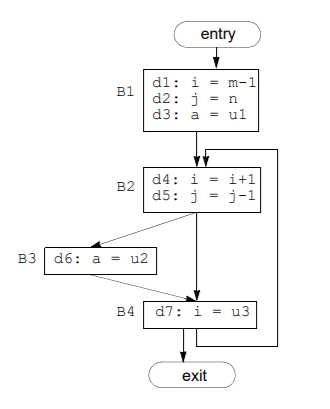 entry
B1
d1: i = m-1
d2: j = n
d3: a = u1
B2
d4: i = i+1
d5: j = j-1
B3
d6: a = u2
B4
d7: i = u3
exit